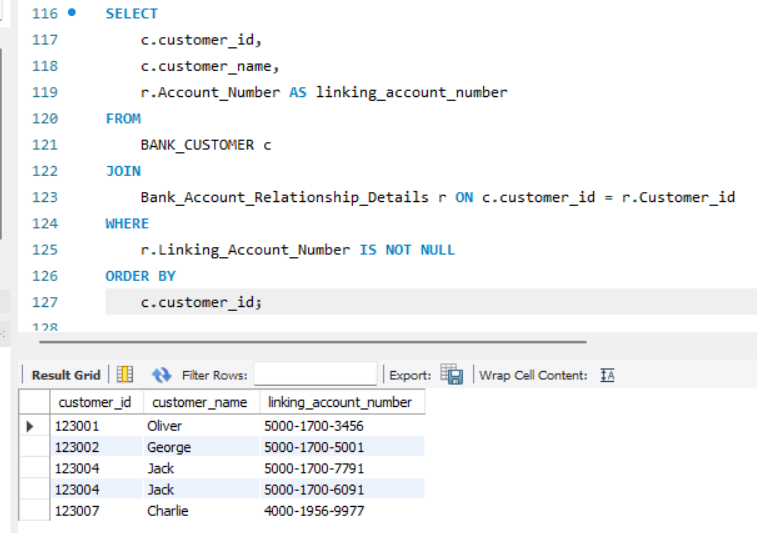 116 SELECT
117 c.customer_id,
118 c.customer_name,
119 r.Account_Number AS linking_account_number
120 FROM
121 BANK_CUSTOMER c
122 JOIN
123 Bank_Account_Relationship_Details r ON c.customer_id = r.Customer_id
124 WHERE
125 r.Linking_Account_Number IS NOT NULL
126 ORDER BY
127 c.customer_id;
128
Result Grid Filter Rows: Export: Wrap Cell Content:
customer_id customer_name linking_account_number
123001 Oliver 5000-1700-3456
123002 George 5000-1700-5001
123004 Jack 5000-1700-7791
123004 Jack 5000-1700-6091
123007 Charlie 4000-1956-9977